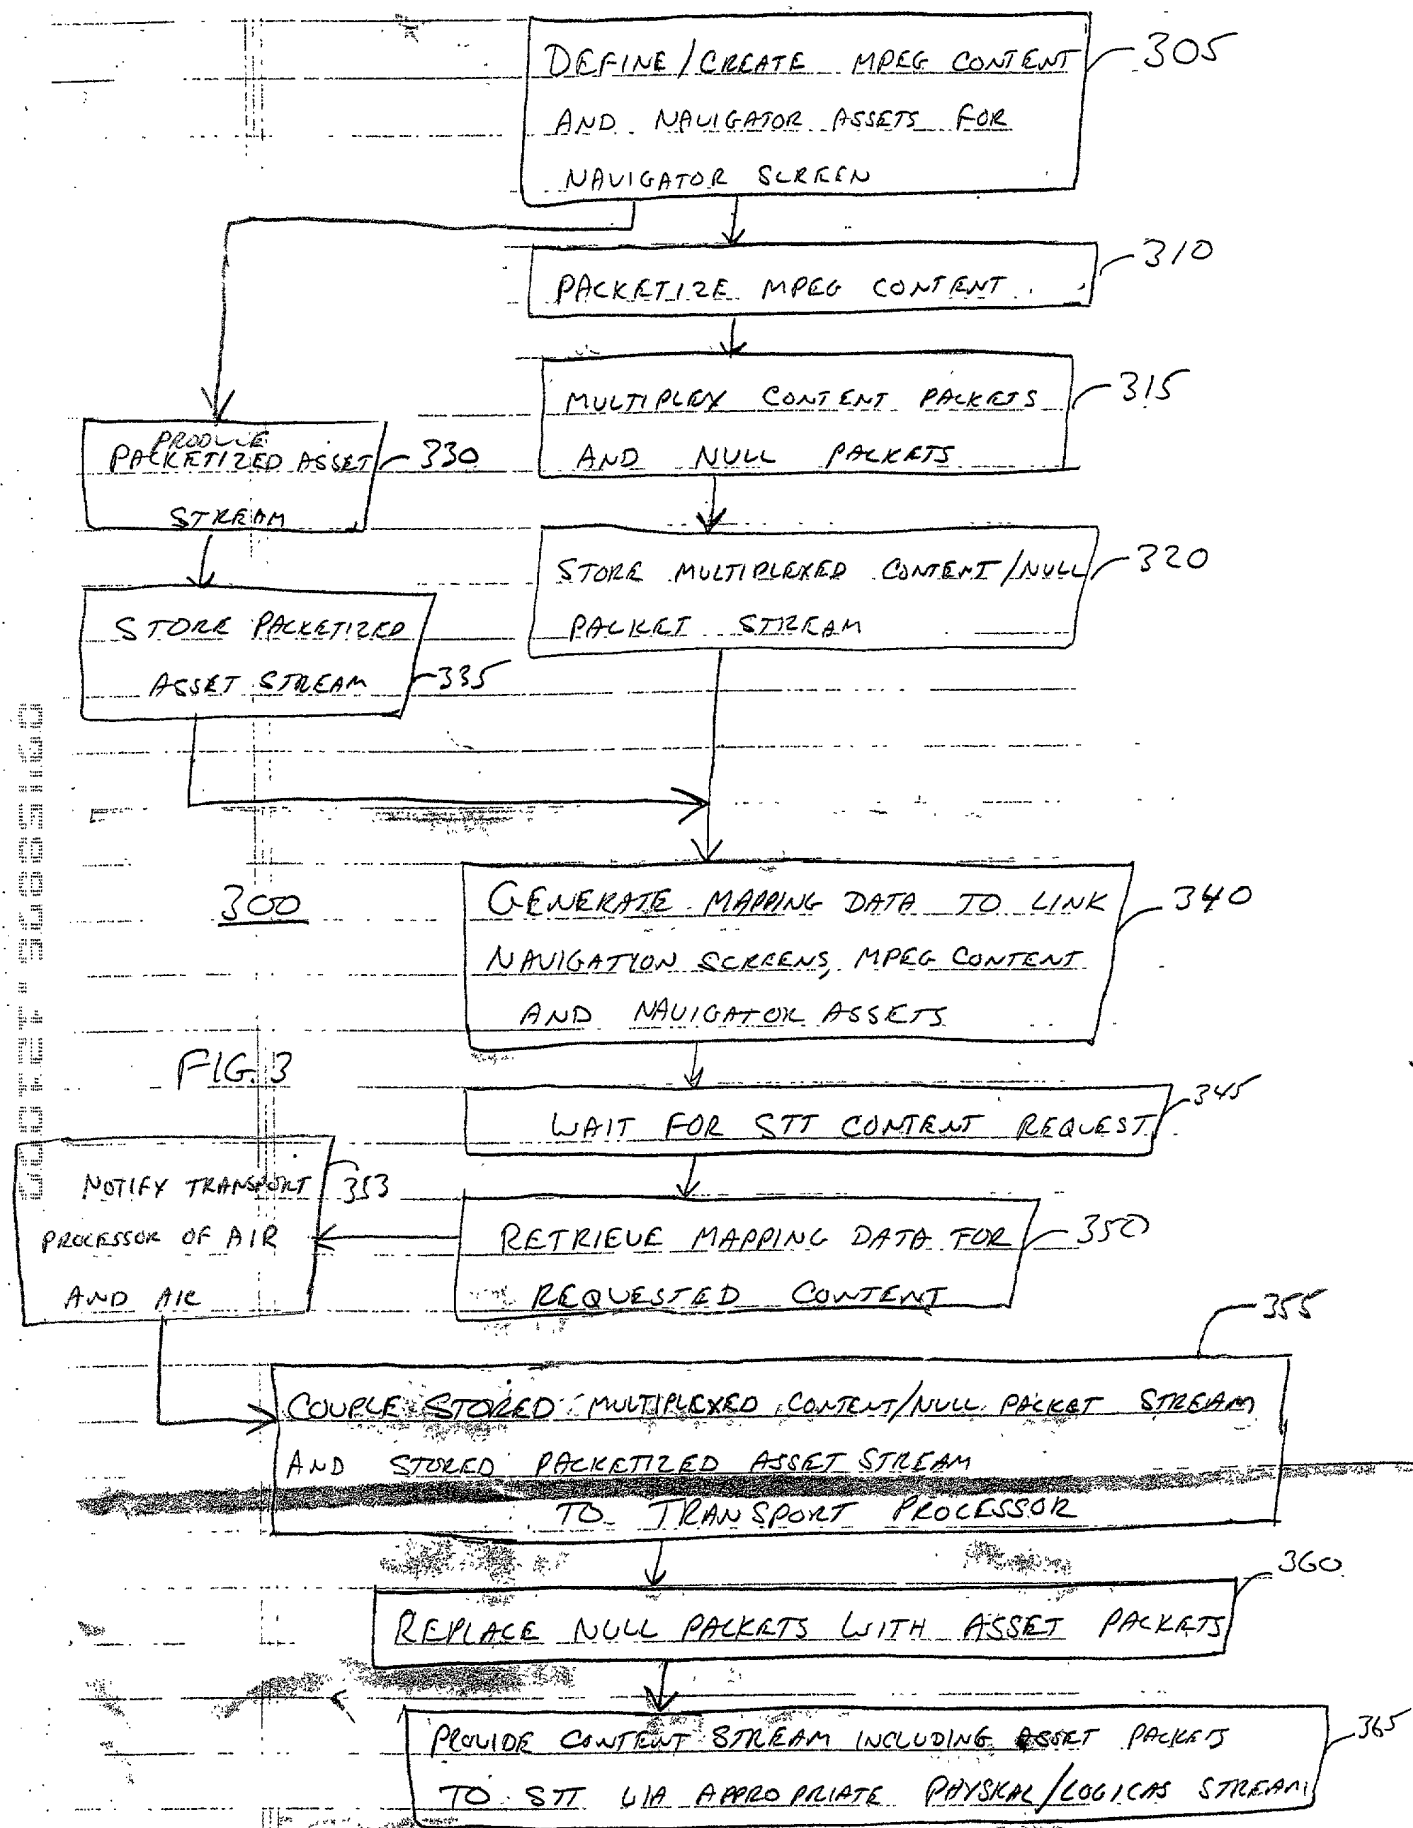 DEFINE/CREATE MPEG CONTENT
AND NAVIGATOR ASSETS FOR
NAVIGATOR SCREEN
305
PACKETIZE MPEG CONTENT
310
MULTIPLEX CONTENT PACKETS
AND NULL PACKETS
315
PRODUCE
PACKETIZED ASSET
STREAM
330
STORE MULTIPLEXED CONTENT/NULL
PACKET STREAM
320
STORE PACKETIZED
ASSET STREAM
335
300
GENERATE MAPPING DATA TO LINK
NAVIGATION SCREENS, MPEG CONTENT
AND NAVIGATOR ASSETS
340
FIG. 3
WAIT FOR STT CONTENT REQUEST
345
NOTIFY TRANSPORT
PROCESSOR OF AIR
AND AIC
353
RETRIEVE MAPPING DATA FOR
REQUESTED CONTENT
350
355
COUPLE STORED MULTIPLEXED CONTENT/NULL PACKET STREAM
AND STORED PACKETIZED ASSET STREAM
TO TRANSPORT PROCESSOR
360
REPLACE NULL PACKETS WITH ASSET PACKETS
PROVIDE CONTENT STREAM INCLUDING ASSET PACKETS
TO STT VIA APPROPRIATE PHYSICAL/LOGICAL STREAM
365